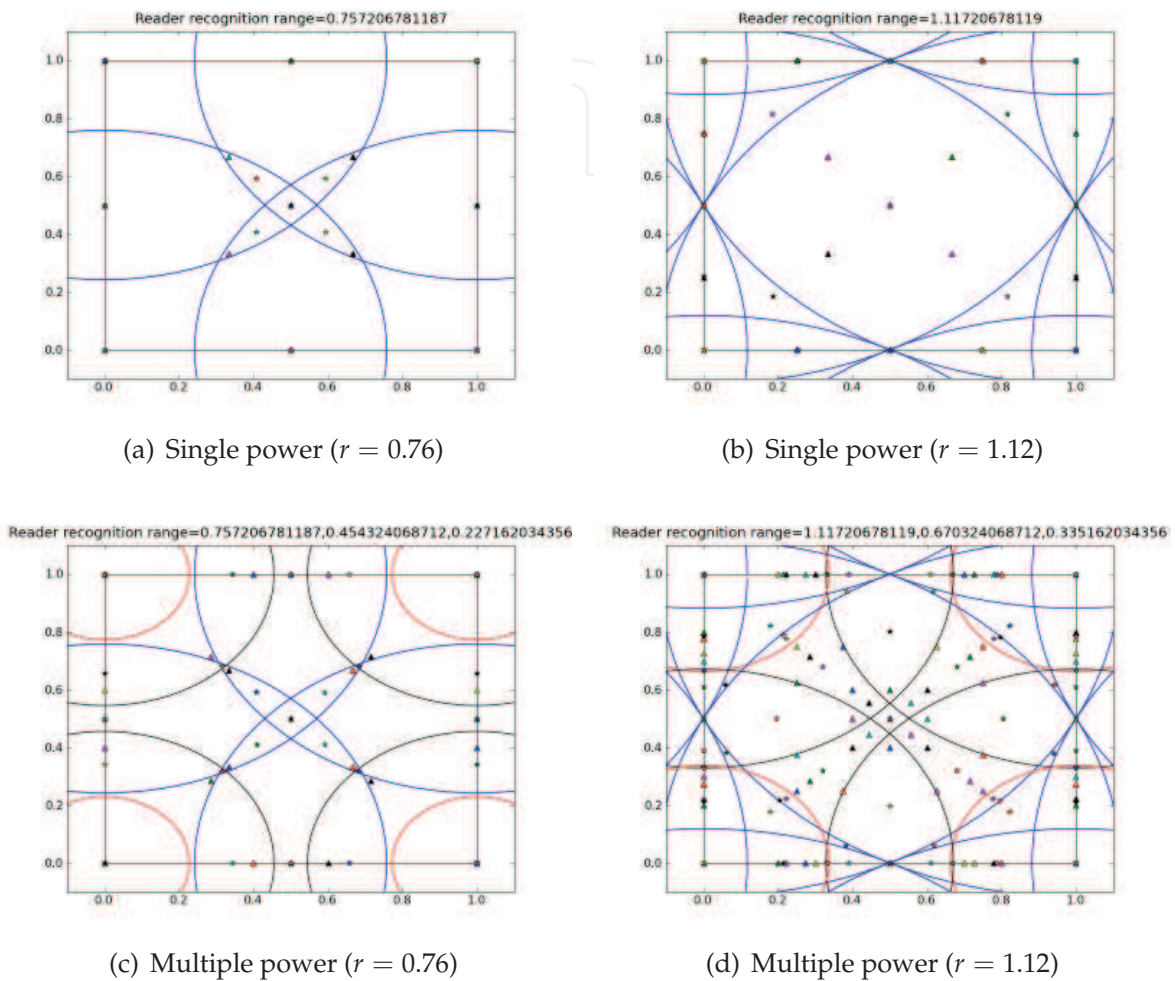 Reader recognition range=0.757206781187
1.0
0.8
0.6
0.4
0.2
0.0
0.0 0.2 0.4 0.6 0.8 1.0
(a) Single power (r = 0.76)
Reader recognition range=1.11720678119
1.0
0.8
0.6
0.4
0.2
0.0
0.0 0.2 0.4 0.6 0.8 1.0
(b) Single power (r = 1.12)
Reader recognition range=0.757206781187,0.454324068712,0.227162034356
1.0
0.8
0.6
0.4
0.2
0.0
0.0 0.2 0.4 0.6 0.8 1.0
(c) Multiple power (r = 0.76)
Reader recognition range=1.11720678119,0.670324068712,0.335162034356
1.0
0.8
0.6
0.4
0.2
0.0
0.0 0.2 0.4 0.6 0.8 1.0
(d) Multiple power (r = 1.12)